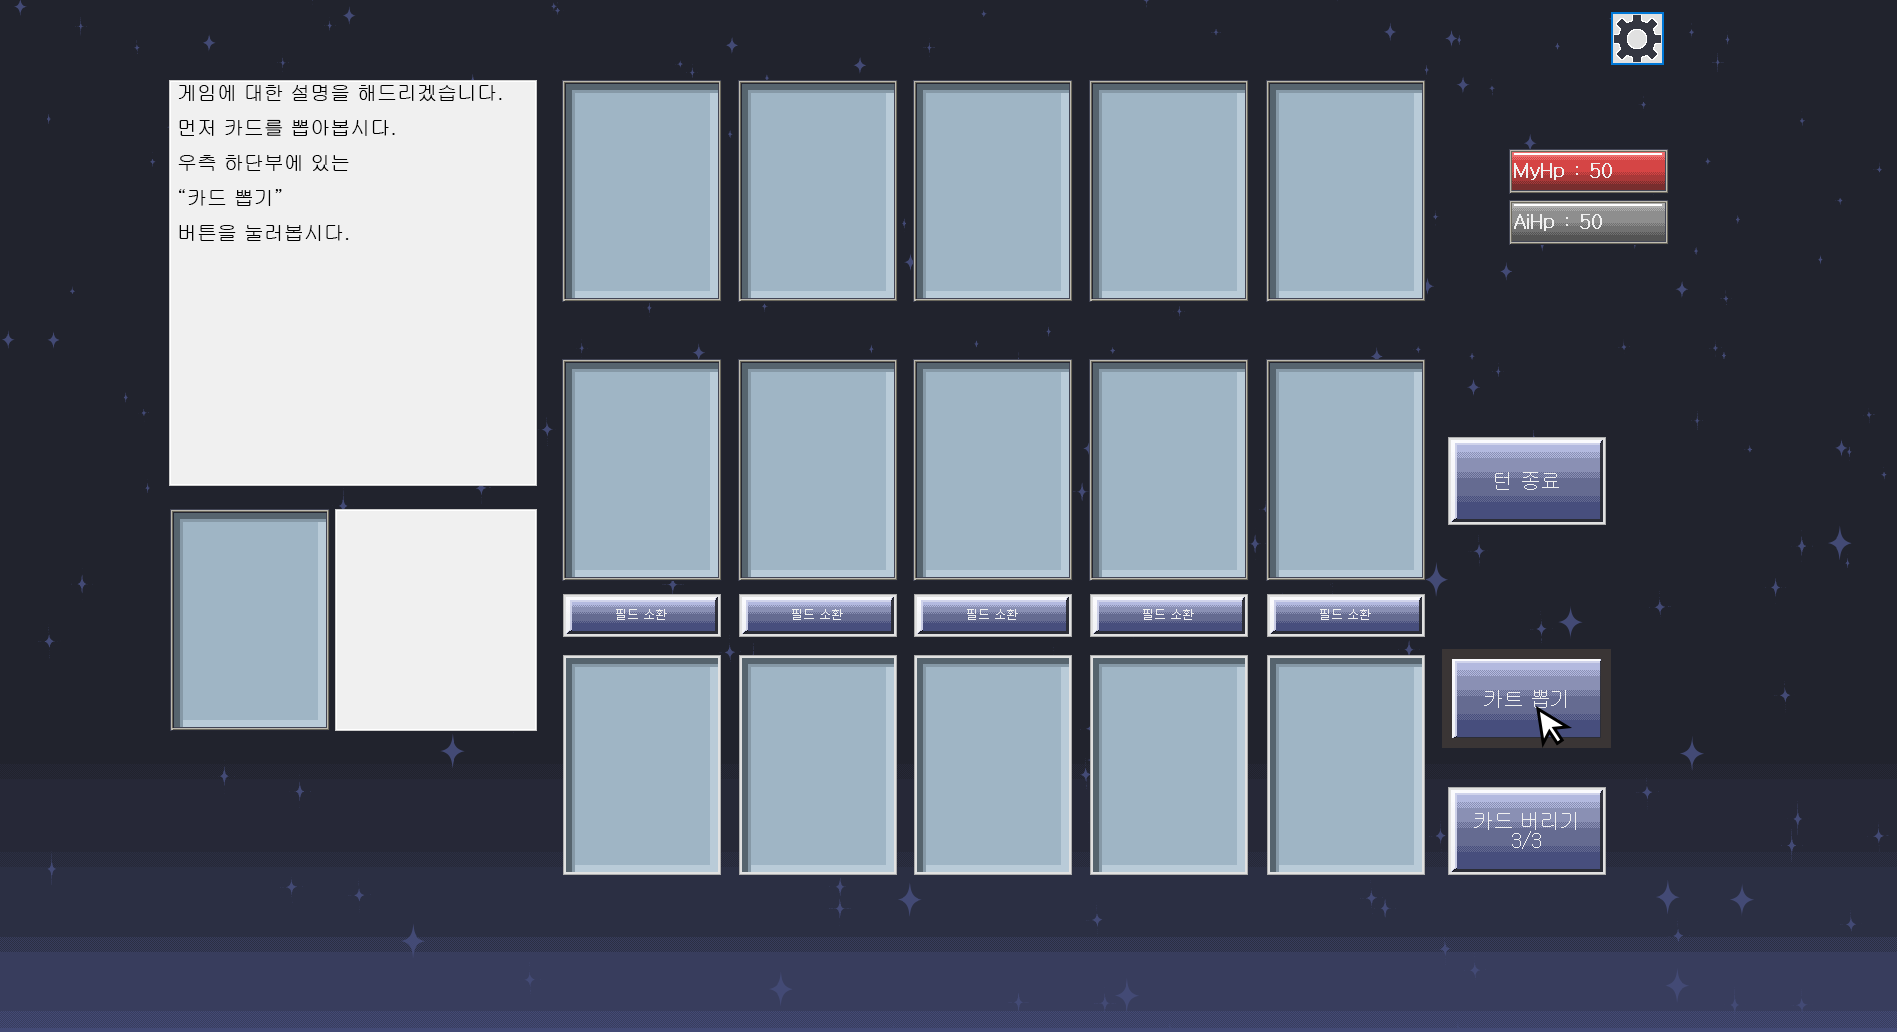 게임에 대한 설명을 해드리겠습니다.
먼저 카드를 뽑아봅시다.
우측 하단부에 있는
“카드 뽑기”
버튼을 눌러봅시다.
MyHp : 50
AiHp : 50
턴 종료
필드 소환
필드 소환
필드 소환
필드 소환
필드 소환
카트 뽑기
카드 버리기
3/3